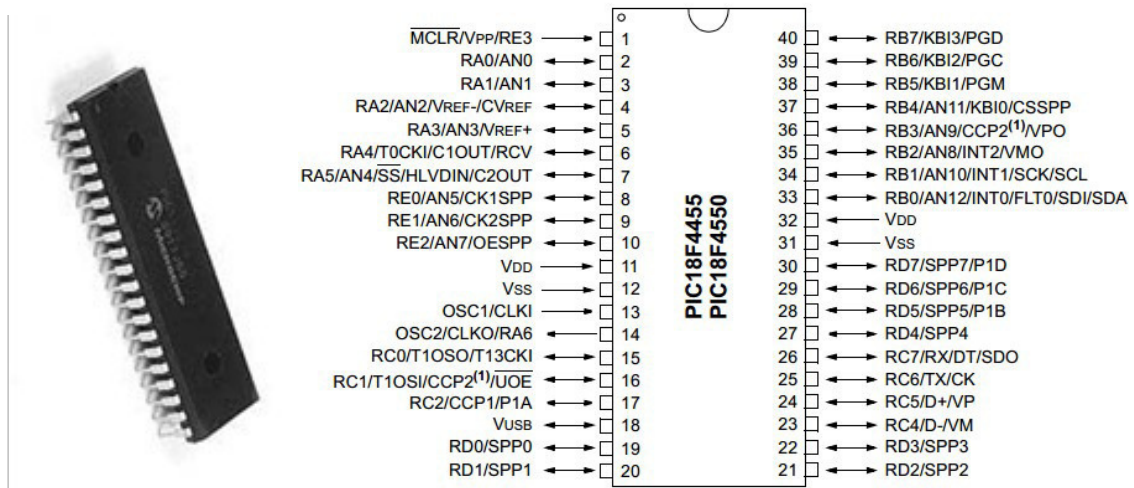 MCLR/VPP/RE3 1
RA0/AN0 2
RA1/AN1 3
RA2/AN2/VREF-/CVREF 4
RA3/AN3/VREF+ 5
RA4/T0CKI/C1OUT/RCV 6
RA5/AN4/SS/HLVDIN/C2OUT 7
RE0/AN5/CK1SPP 8
RE1/AN6/CK2SPP 9
RE2/AN7/OESPP 10
VDD 11
VSS 12
OSC1/CLKI 13
OSC2/CLKO/RA6 14
RC0/T1OSO/T13CKI 15
RC1/T1OSI/CCP2(1)/UOE 16
RC2/CCP1/P1A 17
VUSB 18
RD0/SPP0 19
RD1/SPP1 20
PIC18F4455
PIC18F4550
40 RB7/KBI3/PGD
39 RB6/KBI2/PGC
38 RB5/KBI1/PGM
37 RB4/AN11/KBI0/CSSPP
36 RB3/AN9/CCP2(1)/VPO
35 RB2/AN8/INT2/VMO
34 RB1/AN10/INT1/SCK/SCL
33 RB0/AN12/INT0/FLT0/SDI/SDA
32 VDD
31 VSS
30 RD7/SPP7/P1D
29 RD6/SPP6/P1C
28 RD5/SPP5/P1B
27 RD4/SPP4
26 RC7/RX/DT/SDO
25 RC6/TX/CK
24 RC5/D+/VP
23 RC4/D-/VM
22 RD3/SPP3
21 RD2/SPP2